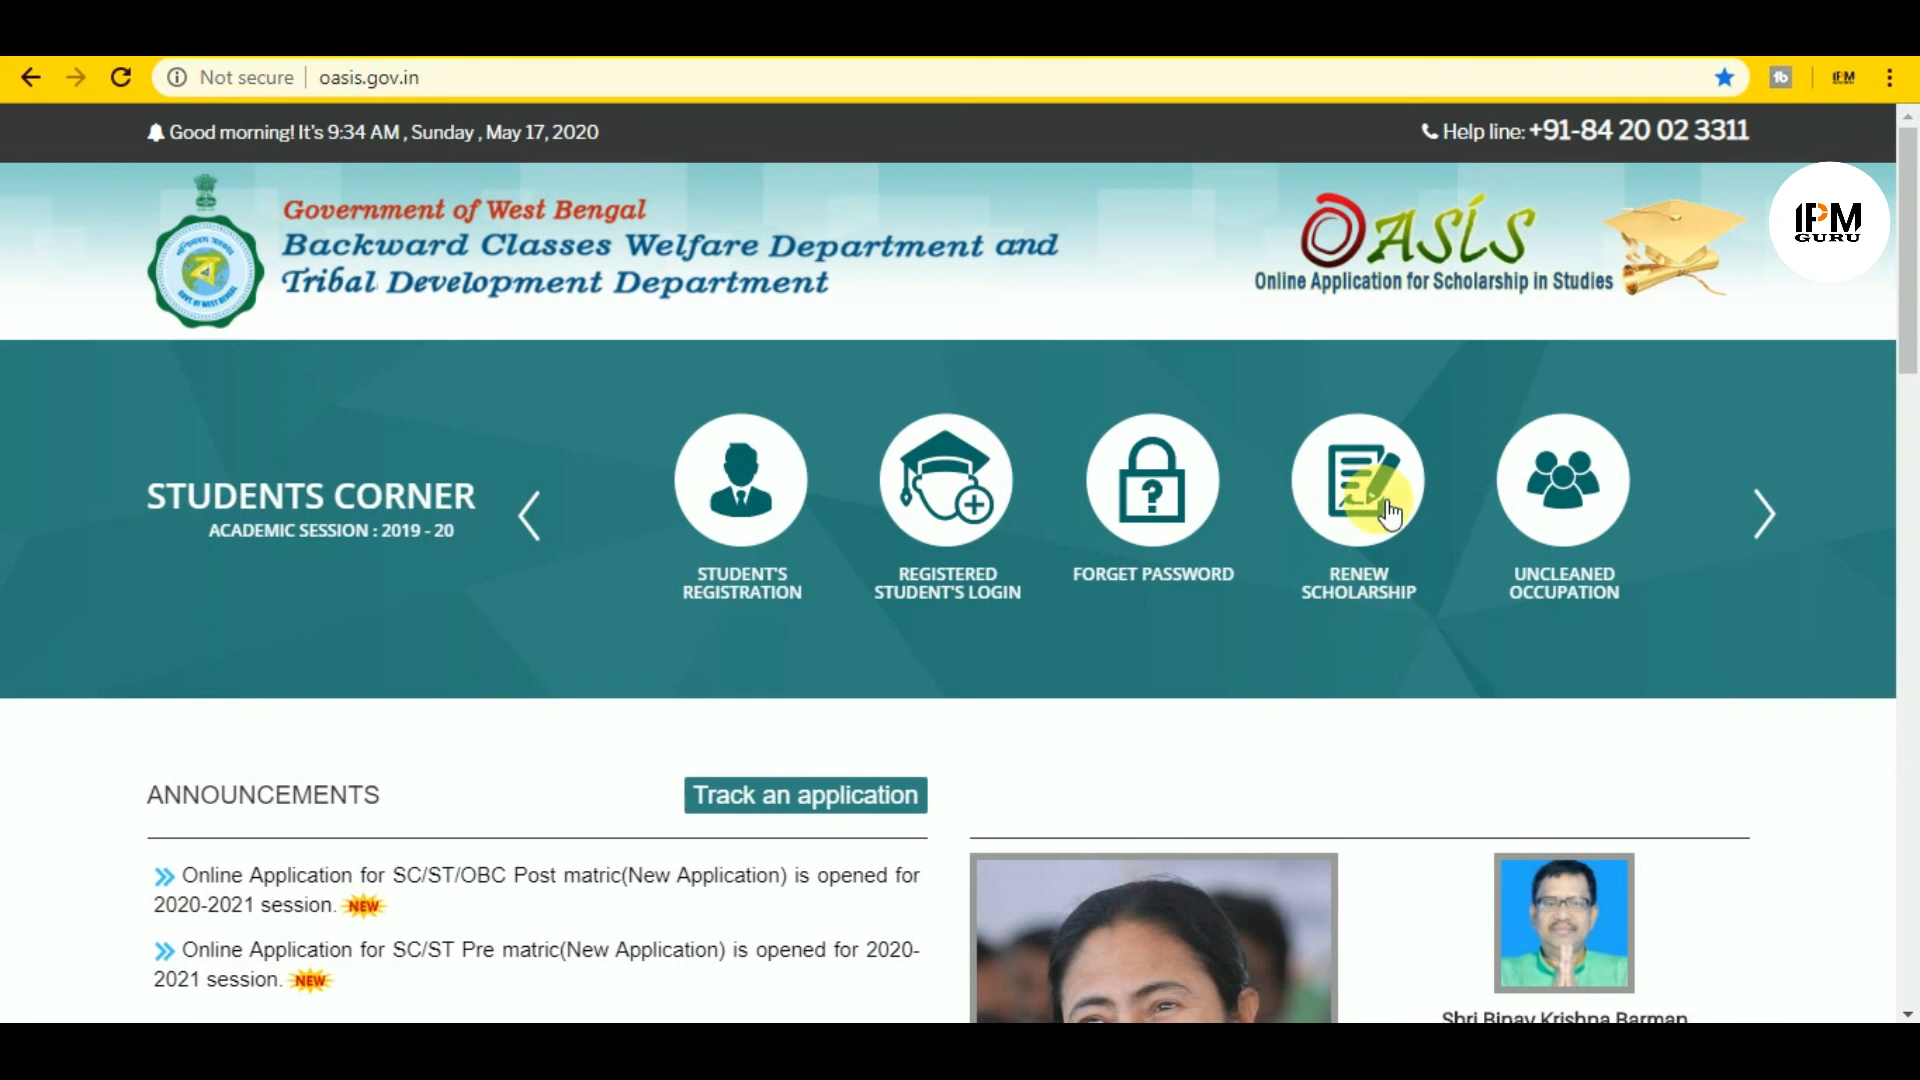 Not secure oasis.gov.in
Good morning! It's 9:34 AM , Sunday , May 17, 2020
Help line: +91-84 20 02 3311
Government of West Bengal
Backward Classes Welfare Department and
Tribal Development Department
OASIS
Online Application for Scholarship in Studies
IPM
GURU
STUDENTS CORNER
ACADEMIC SESSION : 2019 - 20
STUDENT'S
REGISTRATION
REGISTERED
STUDENT'S LOGIN
FORGET PASSWORD
RENEW
SCHOLARSHIP
UNCLEANED
OCCUPATION
ANNOUNCEMENTS
Track an application
Online Application for SC/ST/OBC Post matric(New Application) is opened for
2020-2021 session. NEW
Online Application for SC/ST Pre matric(New Application) is opened for 2020-
2021 session. NEW
Shri Binay Krishna Barman